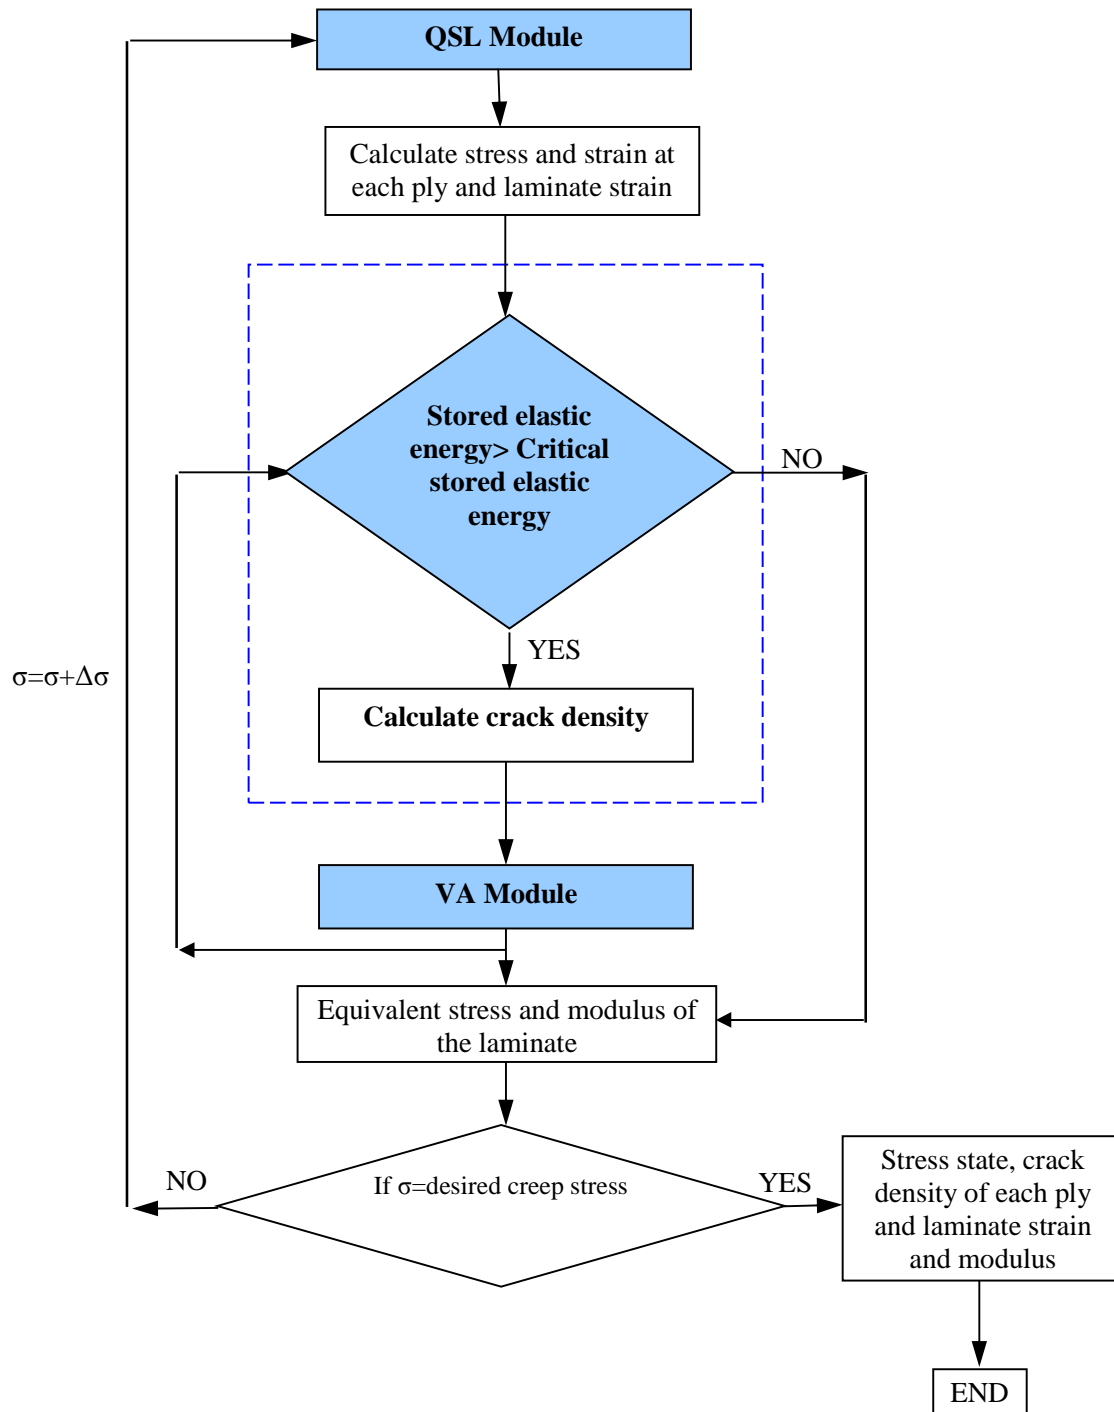 QSL Module
Calculate stress and strain at
each ply and laminate strain
Stored elastic
energy> Critical
stored elastic
energy
NO
YES
σ=σ+Δσ
Calculate crack density
VA Module
Equivalent stress and modulus of
the laminate
NO
If σ=desired creep stress
YES
Stress state, crack
density of each ply
and laminate strain
and modulus
END